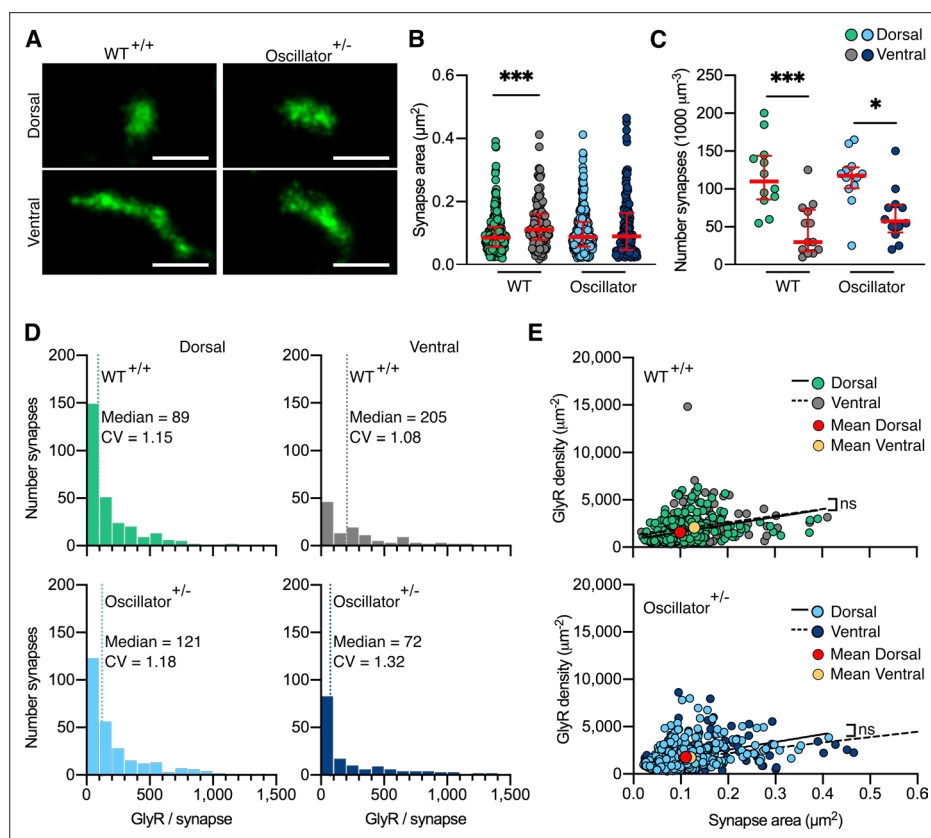 A
WT +/+
Oscillator +/-
Dorsal
Ventral
B
Synapse area (µm²)
0.6
0.4
0.2
0.0
***
WT
Oscillator
C
Dorsal
Ventral
Number synapses (1000 µm-3)
250
200
150
100
50
0
***
*
WT
Oscillator
D
Dorsal
Ventral
Number synapses
200
150
100
50
0
WT +/+
Median = 89
CV = 1.15
200
150
100
50
0
WT +/+
Median = 205
CV = 1.08
Number synapses
200
150
100
50
0
Oscillator +/-
Median = 121
CV = 1.18
0
500
1,000
1,500
GlyR / synapse
200
150
100
50
0
Oscillator +/-
Median = 72
CV = 1.32
0
500
1,000
1,500
GlyR / synapse
E
GlyR density (µm-2)
20,000
15,000
10,000
5,000
0
WT +/+
Dorsal
Ventral
Mean Dorsal
Mean Ventral
ns
GlyR density (µm-2)
20,000
15,000
10,000
5,000
0
Oscillator +/-
Dorsal
Ventral
Mean Dorsal
Mean Ventral
ns
0.0
0.1
0.2
0.3
0.4
0.5
0.6
Synapse area (µm²)